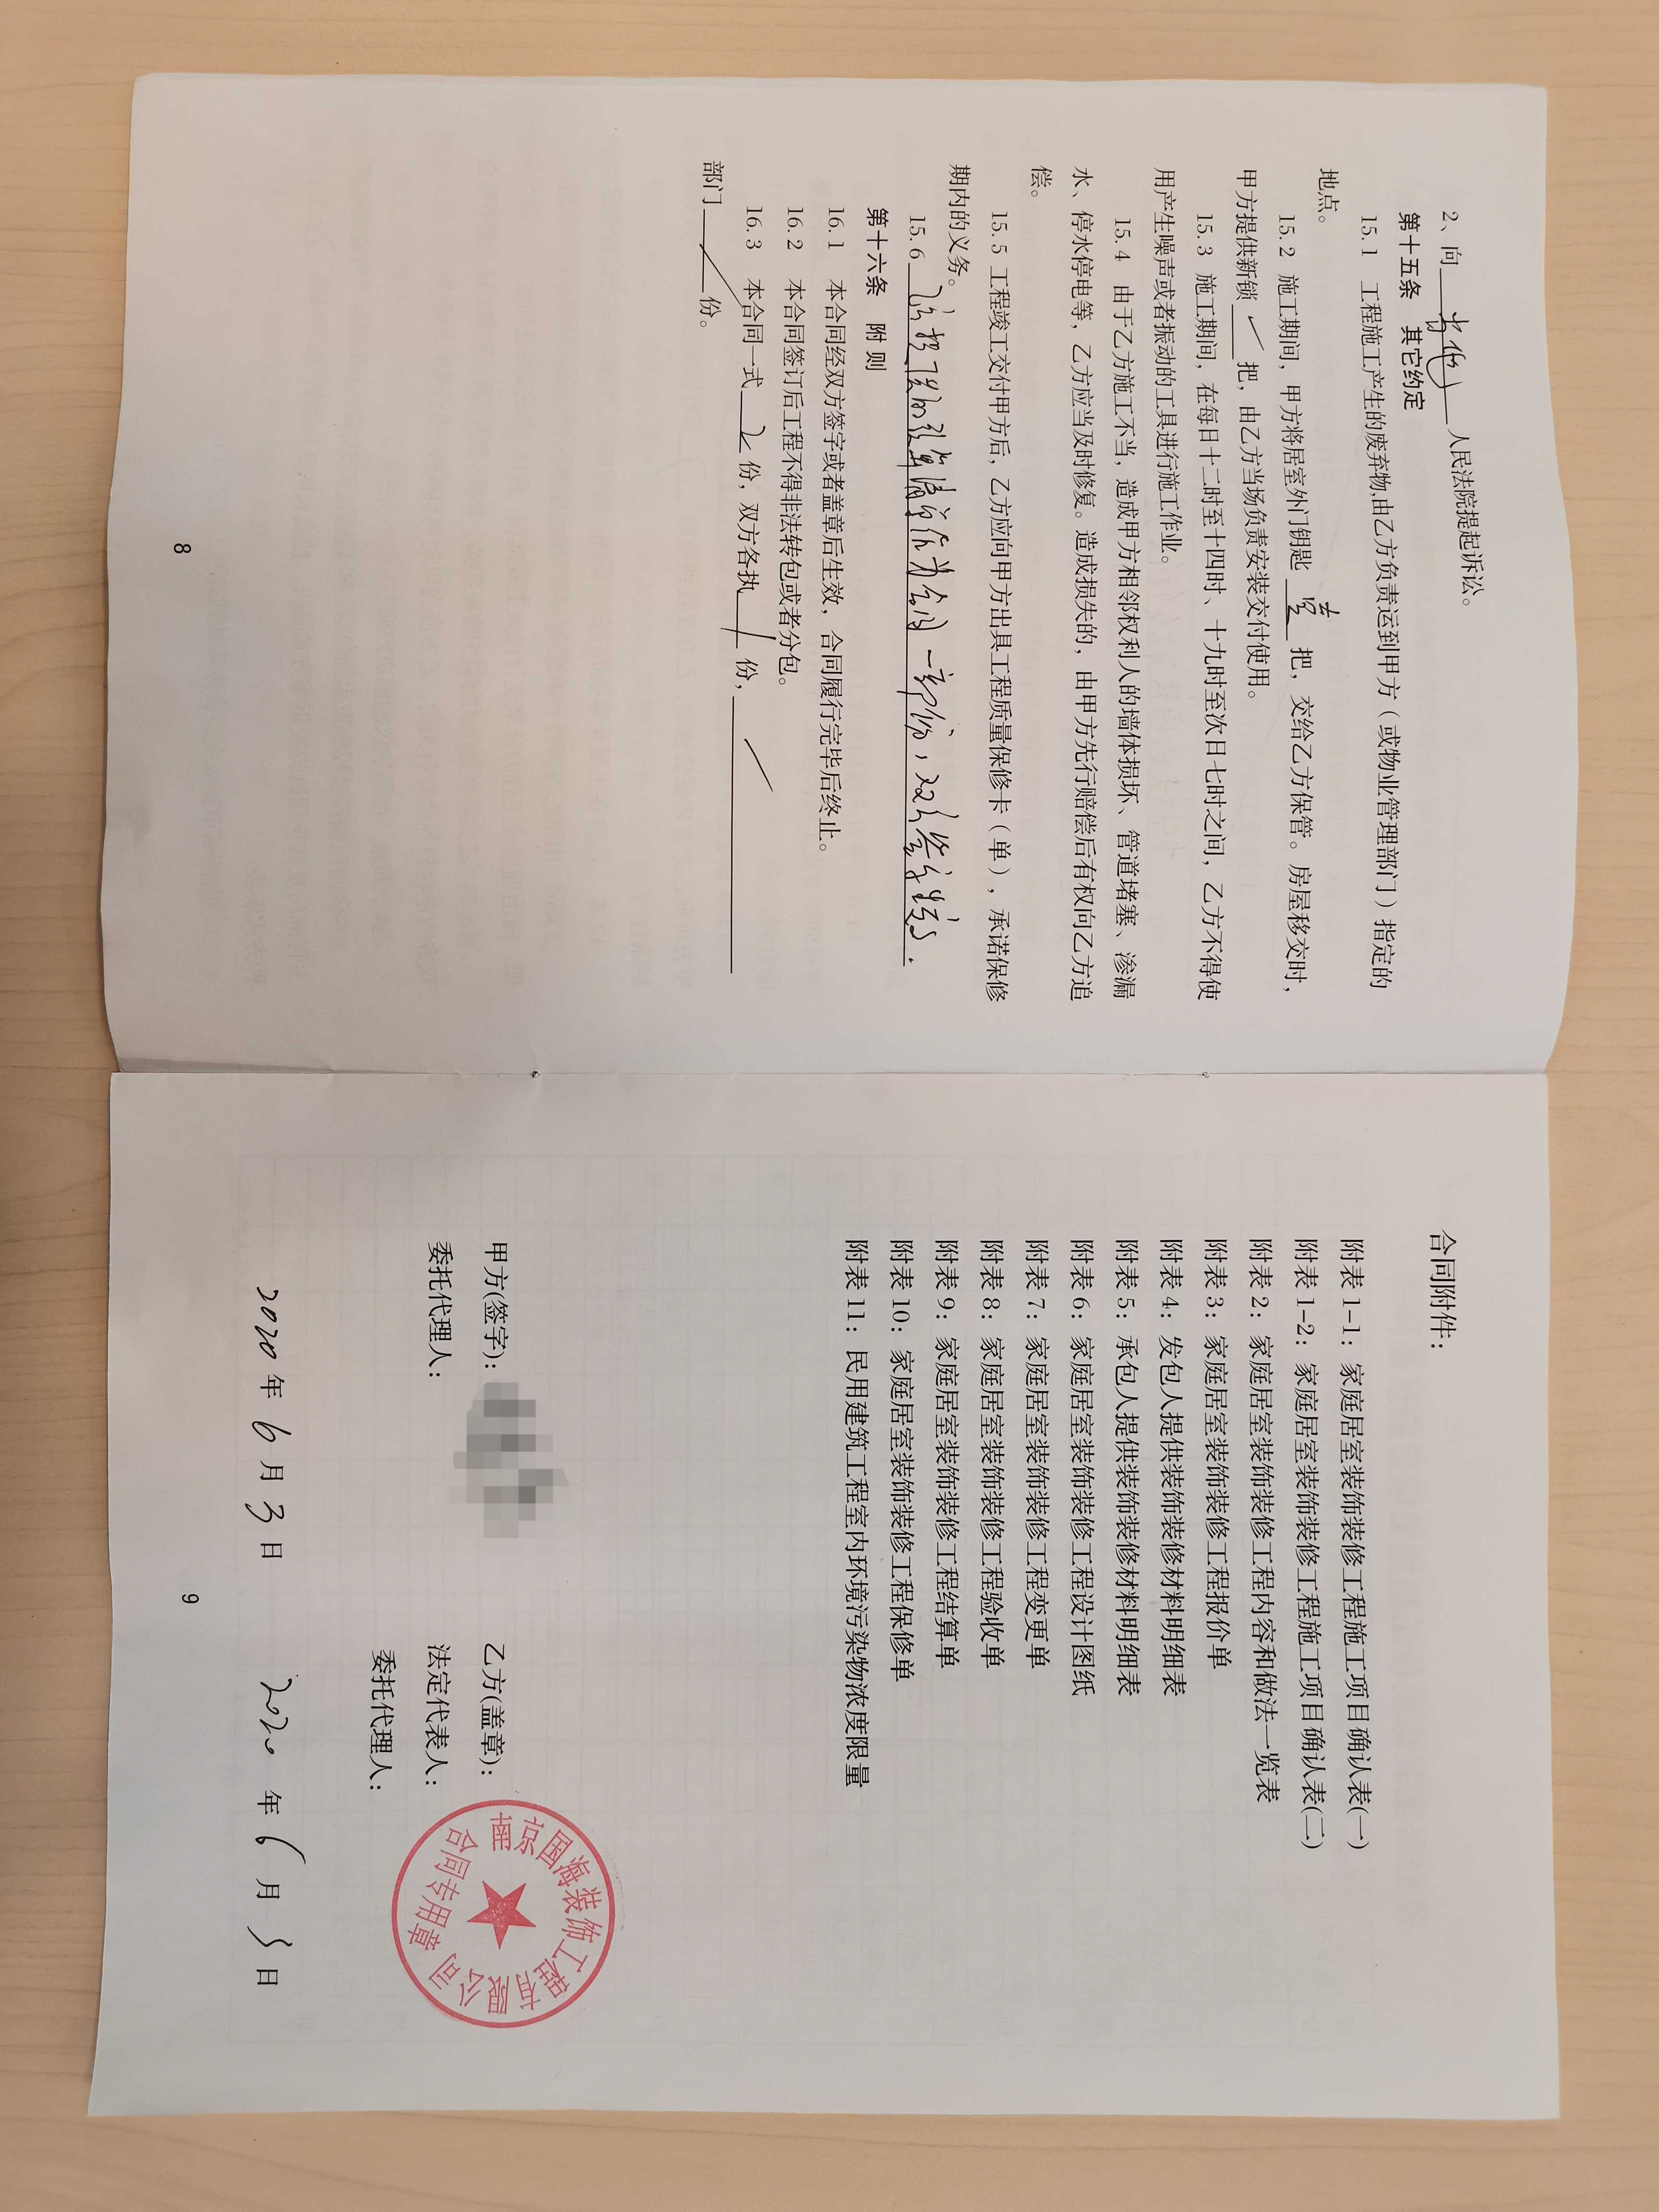 2、向 当地 人民法院提起诉讼。
第十五条 其它约定
15.1 工程施工产生的废弃物,由乙方负责运到甲方（或物业管理部门）指定的
地点。
15.2 施工期间，甲方将居室外门钥匙 壹 把，交给乙方保管。房屋移交时，
甲方提供新锁 把，由乙方当场负责安装交付使用。
15.3 施工期间，在每日十二时至十四时、十九时至次日七时之间，乙方不得使
用产生噪声或者振动的工具进行施工作业。
15.4 由于乙方施工不当，造成甲方相邻权利人的墙体损坏、管道堵塞、渗漏
水、停水停电等，乙方应当及时修复。造成损失的，由甲方先行赔偿后有权向乙方追
偿。
15.5 工程竣工交付甲方后，乙方应向甲方出具工程质量保修卡（单），承诺保修
期内的义务。
15.6 清单作为合同一部份，双方签字生效.
第十六条 附 则
16.1 本合同经双方签字或者盖章后生效，合同履行完毕后终止。
16.2 本合同签订后工程不得非法转包或者分包。
16.3 本合同一式 2 份，双方各执 1 份，
部门 份。
8
合同附件：
附表 1-1：家庭居室装饰装修工程施工项目确认表(一)
附表 1-2：家庭居室装饰装修工程施工项目确认表(二)
附表 2：家庭居室装饰装修工程内容和做法一览表
附表 3：家庭居室装饰装修工程报价单
附表 4：发包人提供装饰装修材料明细表
附表 5：承包人提供装饰装修材料明细表
附表 6：家庭居室装饰装修工程设计图纸
附表 7：家庭居室装饰装修工程变更单
附表 8：家庭居室装饰装修工程验收单
附表 9：家庭居室装饰装修工程结算单
附表 10：家庭居室装饰装修工程保修单
附表 11：民用建筑工程室内环境污染物浓度限量
甲方(签字)：
委托代理人：
2020 年 6 月 3 日
乙方(盖章)：
法定代表人：
委托代理人：
南京国海装饰工程有限公司
合同专用章
2020 年 6 月 3 日
9